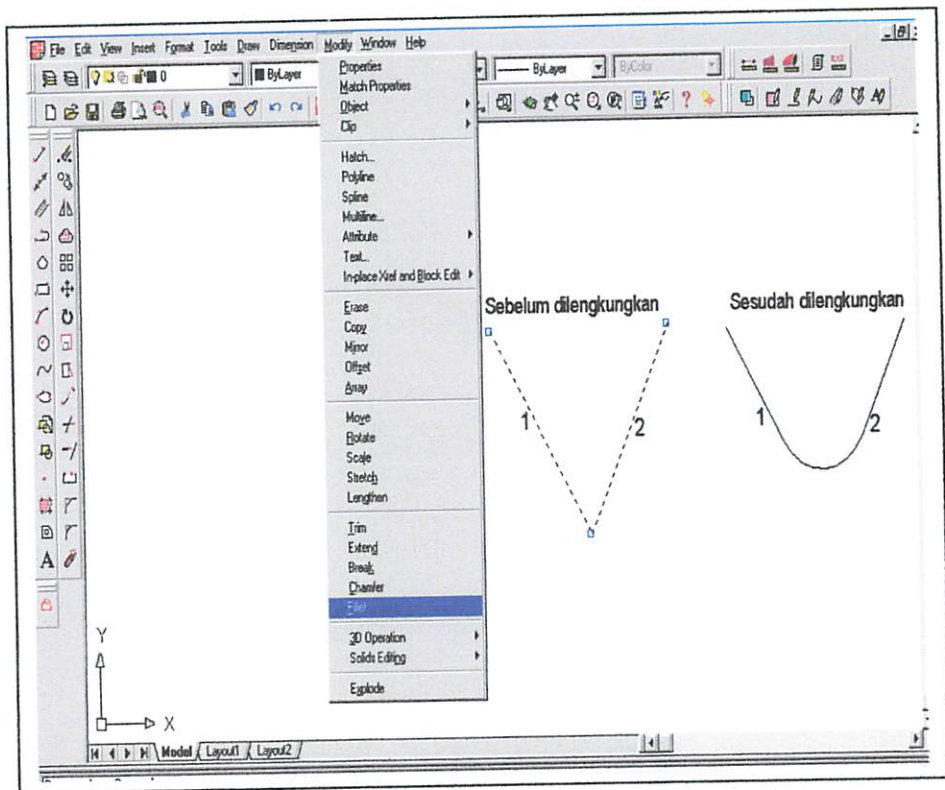 File Edit View Insert Format Tools Draw Dimension Modify Window Help
0 ByLayer ByLayer ByColor
Properties
Match Properties
Object
Clip
Hatch...
Polyline
Spline
Multiline...
Attribute
Text...
In-place Xref and Block Edit
Erase
Copy
Mirror
Offset
Array
Move
Rotate
Scale
Stretch
Lengthen
Trim
Extend
Break
Chamfer
Fillet
3D Operation
Solids Editing
Explode
Sebelum dilengkungkan
1 2
Sesudah dilengkungkan
1 2
A
Y
X
Model Layout1 Layout2